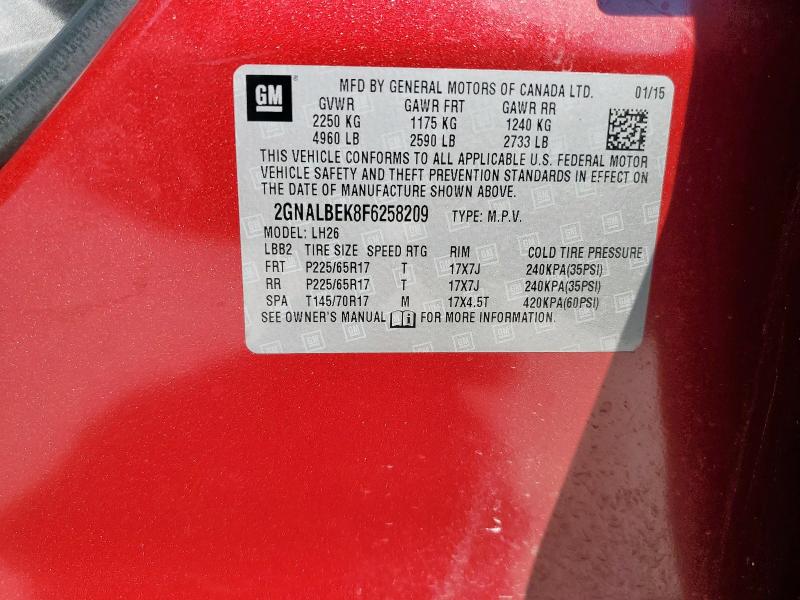 GM ® MFD BY GENERAL MOTORS OF CANADA LTD. 01/15
GVWR GAWR FRT GAWR RR
2250 KG 1175 KG 1240 KG
4960 LB 2590 LB 2733 LB
THIS VEHICLE CONFORMS TO ALL APPLICABLE U.S. FEDERAL MOTOR
VEHICLE SAFETY AND THEFT PREVENTION STANDARDS IN EFFECT ON
THE DATE OF MANUFACTURE SHOWN ABOVE.
2GNALBEK8F6258209 TYPE: M.P.V.
MODEL: LH26
LBB2 TIRE SIZE SPEED RTG RIM COLD TIRE PRESSURE
FRT P225/65R17 T 17X7J 240KPA(35PSI)
RR P225/65R17 T 17X7J 240KPA(35PSI)
SPA T145/70R17 M 17X4.5T 420KPA(60PSI)
SEE OWNER'S MANUAL FOR MORE INFORMATION.